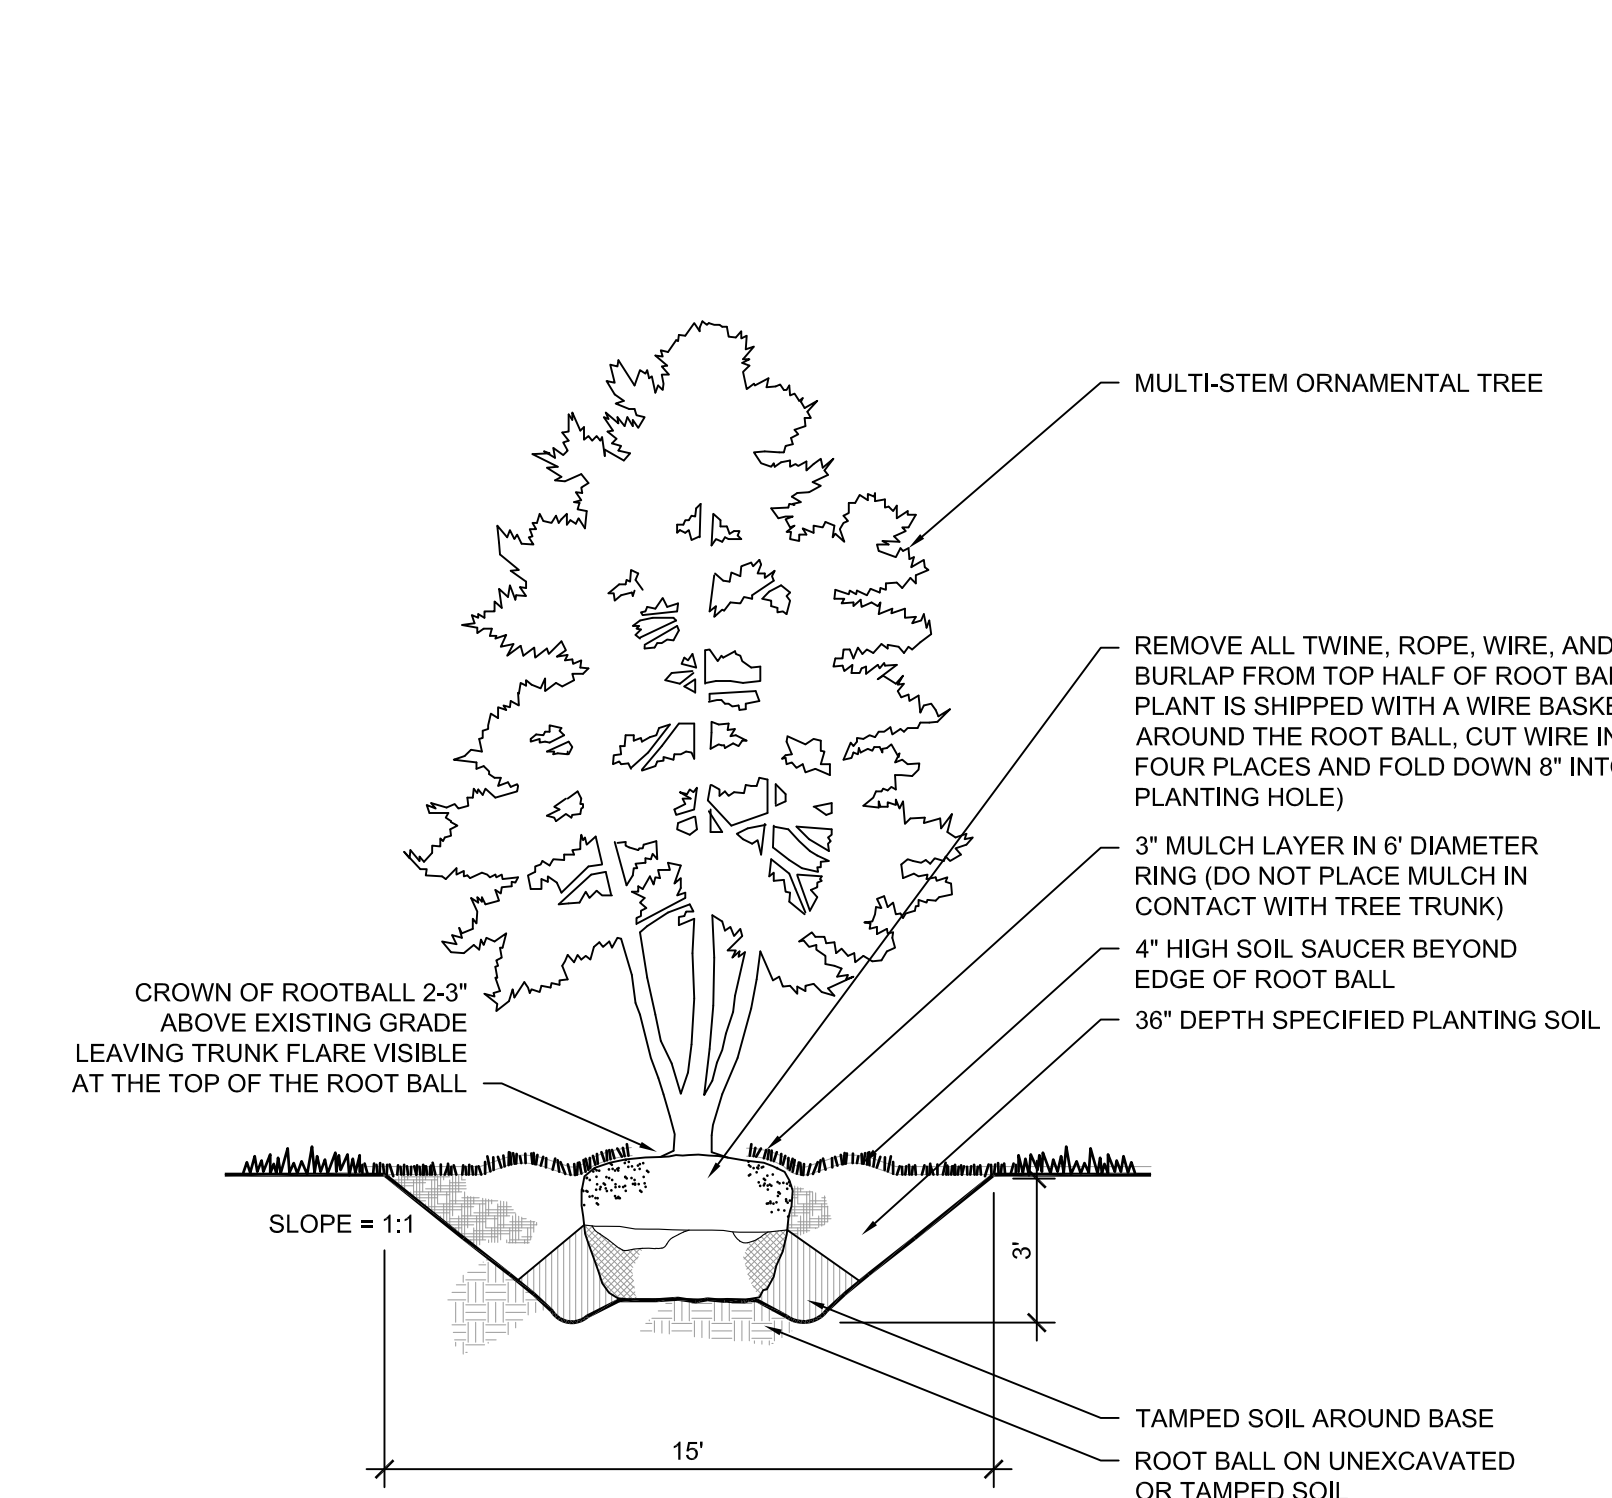 MULTI-STEM ORNAMENTAL TREE
REMOVE ALL TWINE, ROPE, WIRE, AND
BURLAP FROM TOP HALF OF ROOT
PLANT IS SHIPPED WITH A WIRE
AROUND THE ROOT BALL, CUT WIRE
FOUR PLACES AND FOLD DOWN 8"
PLANTING HOLE)
3" MULCH LAYER IN 6' DIAMETER
RING (DO NOT PLACE MULCH IN
CONTACT WITH TREE TRUNK)
4" HIGH SOIL SAUCER BEYOND
EDGE OF ROOT BALL
36" DEPTH SPECIFIED PLANTING SOIL
CROWN OF ROOTBALL 2-3"
ABOVE EXISTING GRADE
LEAVING TRUNK FLARE VISIBLE
AT THE TOP OF THE ROOT BALL
SLOPE = 1:1
3'
15'
TAMPED SOIL AROUND BASE
ROOT BALL ON UNEXCAVATED
OR TAMPED SOIL